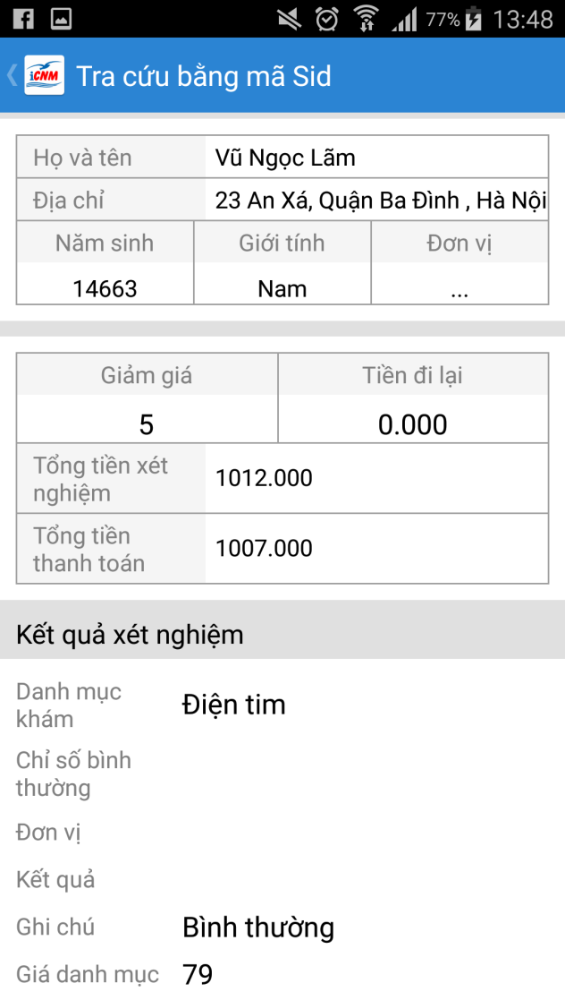 77% 13:48
iCNM Tra cứu bằng mã Sid
Họ và tên Vũ Ngọc Lãm
Địa chỉ 23 An Xá, Quận Ba Đình , Hà Nội
Năm sinh Giới tính Đơn vị
14663 Nam ...
Giảm giá Tiền đi lại
5 0.000
Tổng tiền xét
nghiệm 1012.000
Tổng tiền
thanh toán 1007.000
Kết quả xét nghiệm
Danh mục
khám Điện tim
Chỉ số bình
thường
Đơn vị
Kết quả
Ghi chú Bình thường
Giá danh mục 79